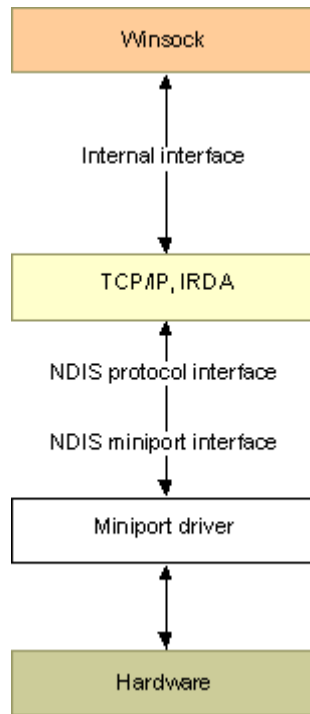 Winsock
Internal interface
TCP/IP, IRDA
NDIS protocol interface
NDIS miniport interface
Miniport driver
Hardware